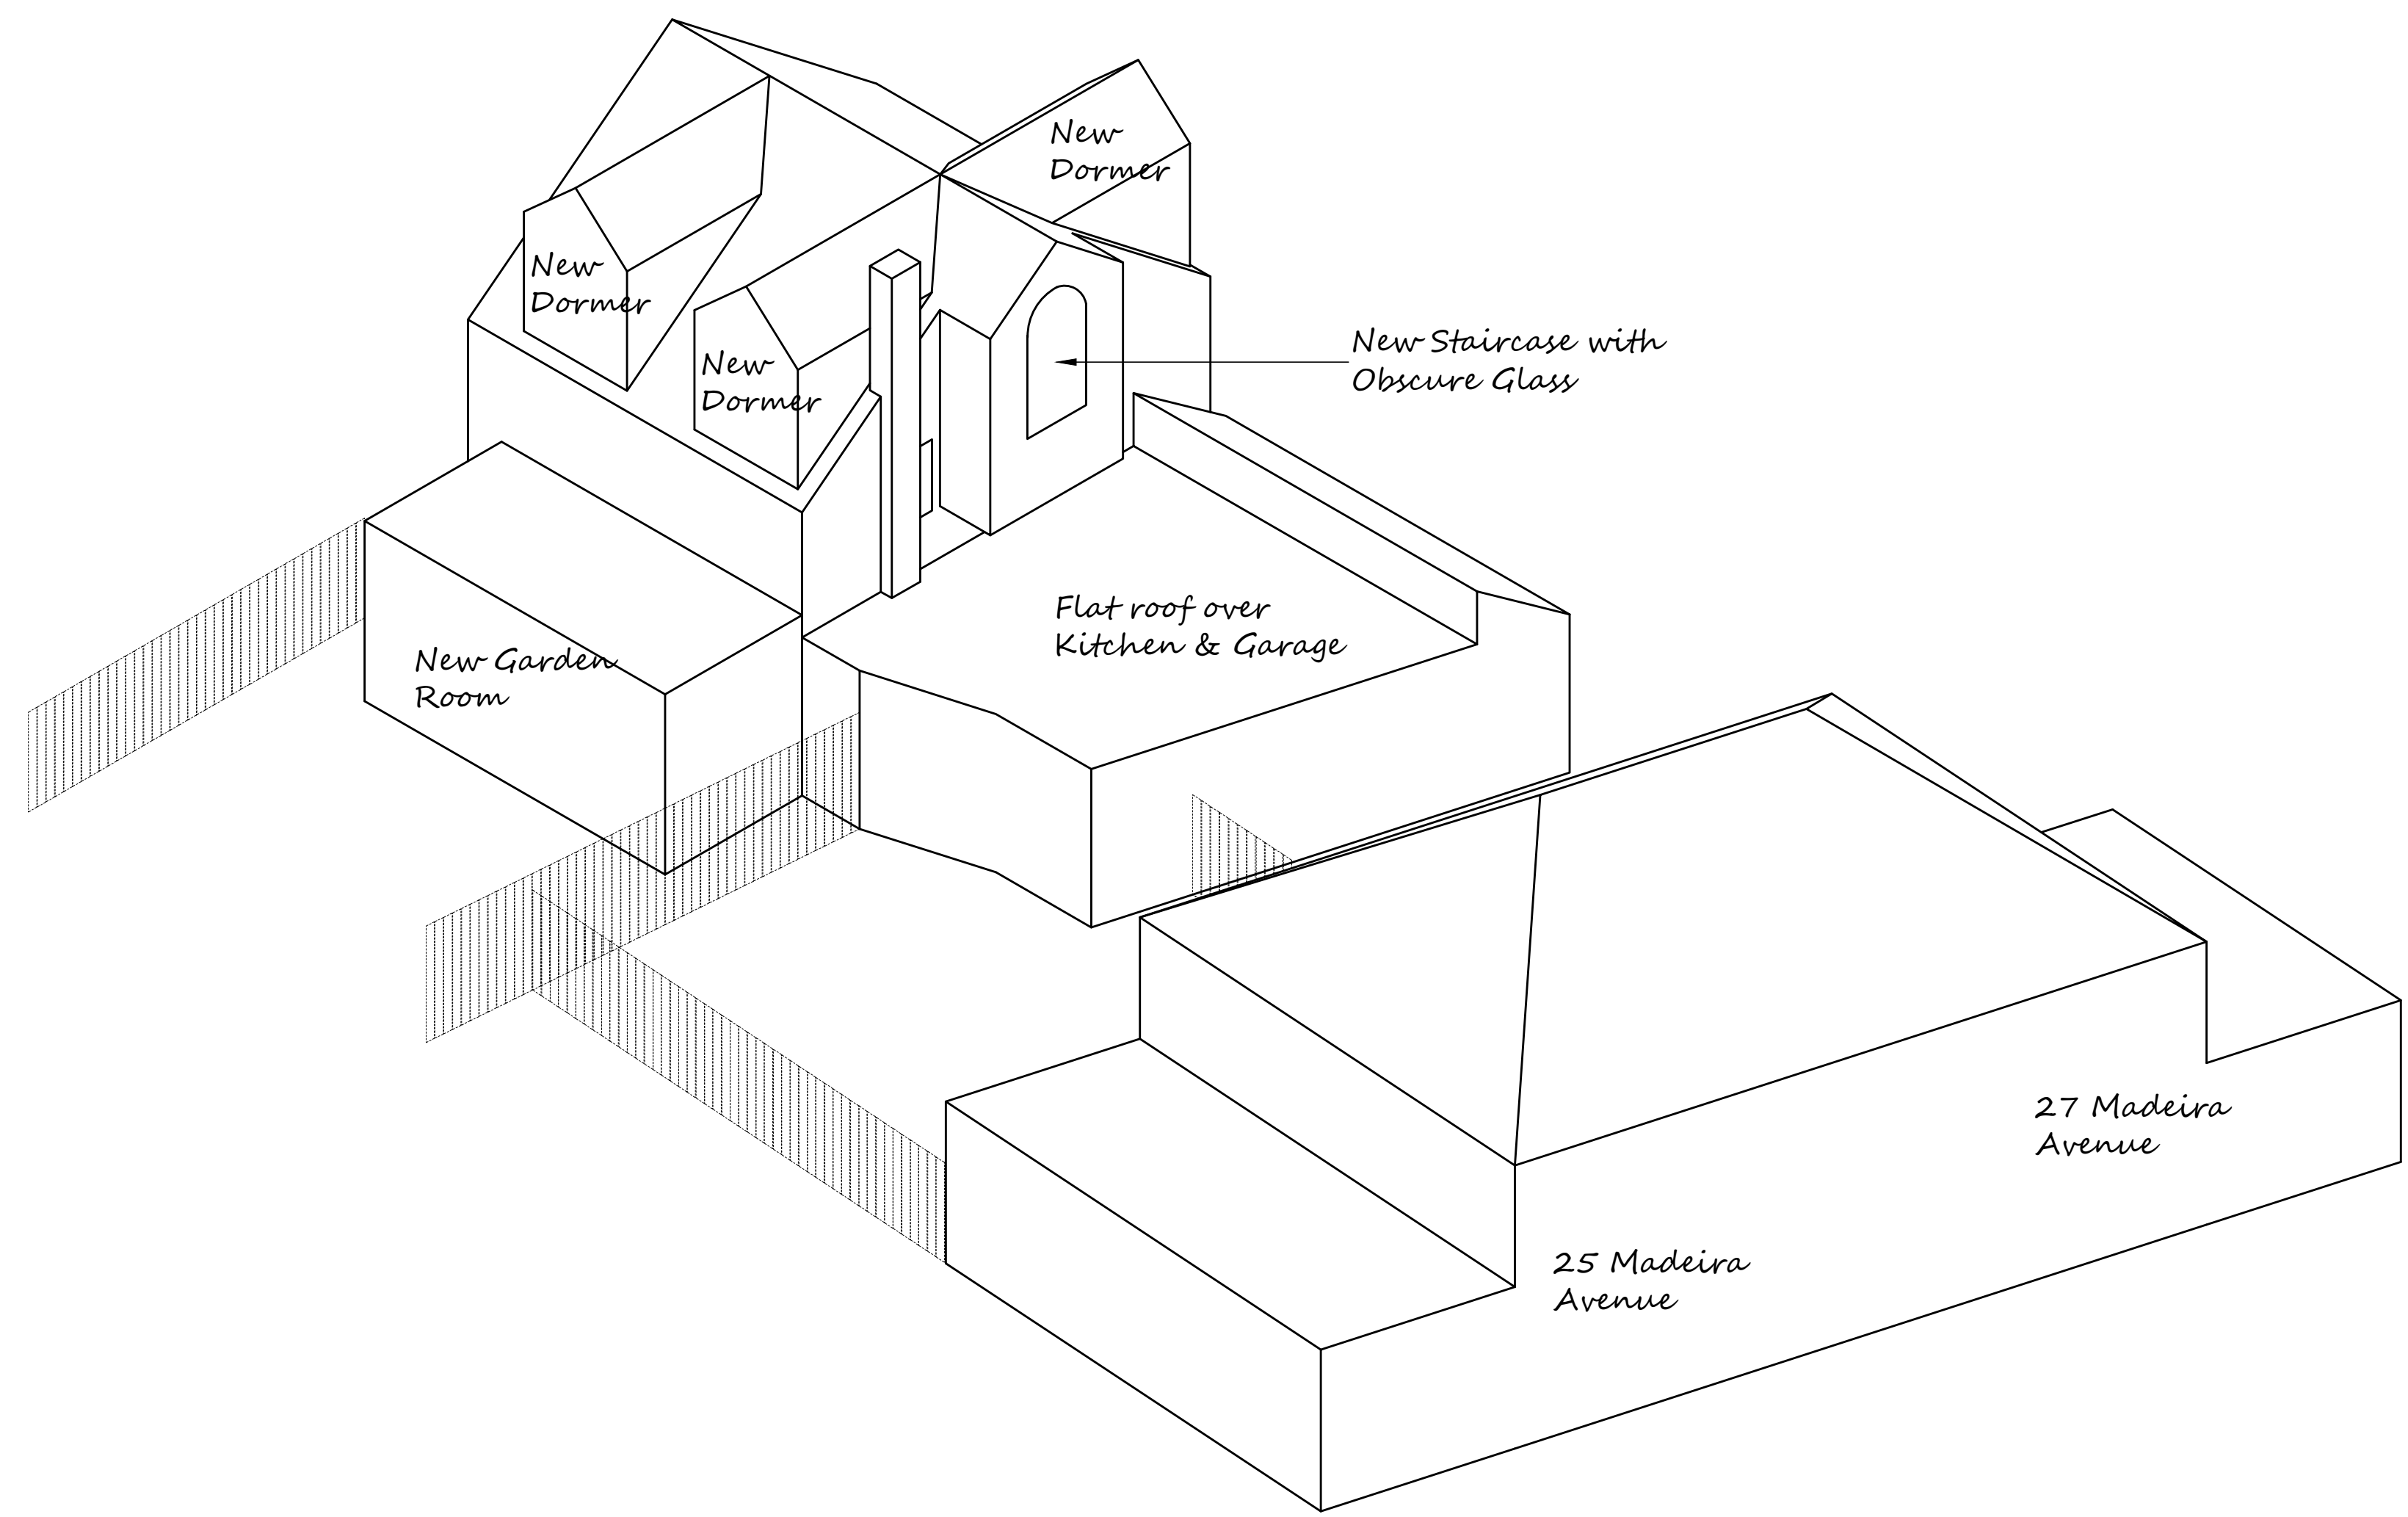 New
Dormer
New
Dormer
New
Dormer
New Staircase with
Obscure Glass
Flat roof over
Kitchen & Garage
New Garden
Room
27 Madeira
Avenue
25 Madeira
Avenue